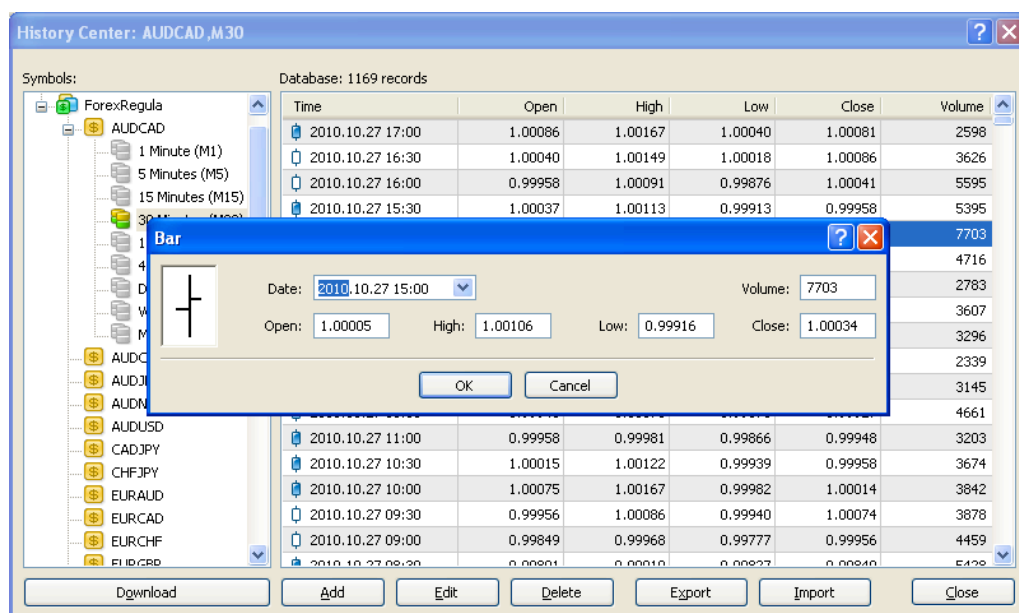 History Center: AUDCAD,M30
Symbols: Database: 1169 records
ForexRegula
AUDCAD
1 Minute (M1)
5 Minutes (M5)
15 Minutes (M15)
AUDUSD
CADJPY
CHFJPY
EURAUD
EURCAD
EURCHF
EURGBP
Time Open High Low Close Volume
2010.10.27 17:00 1.00086 1.00167 1.00040 1.00081 2598
2010.10.27 16:30 1.00040 1.00149 1.00018 1.00086 3626
2010.10.27 16:00 0.99958 1.00091 0.99876 1.00041 5595
2010.10.27 15:30 1.00037 1.00113 0.99913 0.99958 5395
7703
4716
2783
3607
3296
2339
3145
4661
2010.10.27 11:00 0.99958 0.99981 0.99866 0.99948 3203
2010.10.27 10:30 1.00015 1.00122 0.99939 0.99958 3674
2010.10.27 10:00 1.00075 1.00167 0.99982 1.00014 3842
2010.10.27 09:30 0.99956 1.00086 0.99940 1.00074 3878
2010.10.27 09:00 0.99849 0.99968 0.99777 0.99956 4459
Bar
Date: 2010.10.27 15:00 Volume: 7703
Open: 1.00005 High: 1.00106 Low: 0.99916 Close: 1.00034
OK Cancel
Download Add Edit Delete Export Import Close